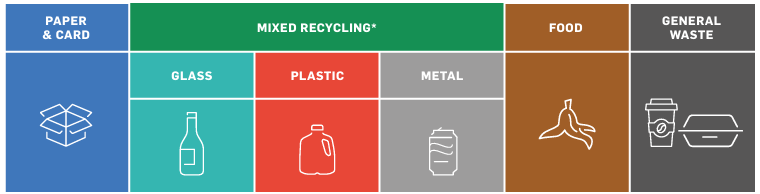 PAPER
& CARD
MIXED RECYCLING*
FOOD
GENERAL
WASTE
GLASS
PLASTIC
METAL